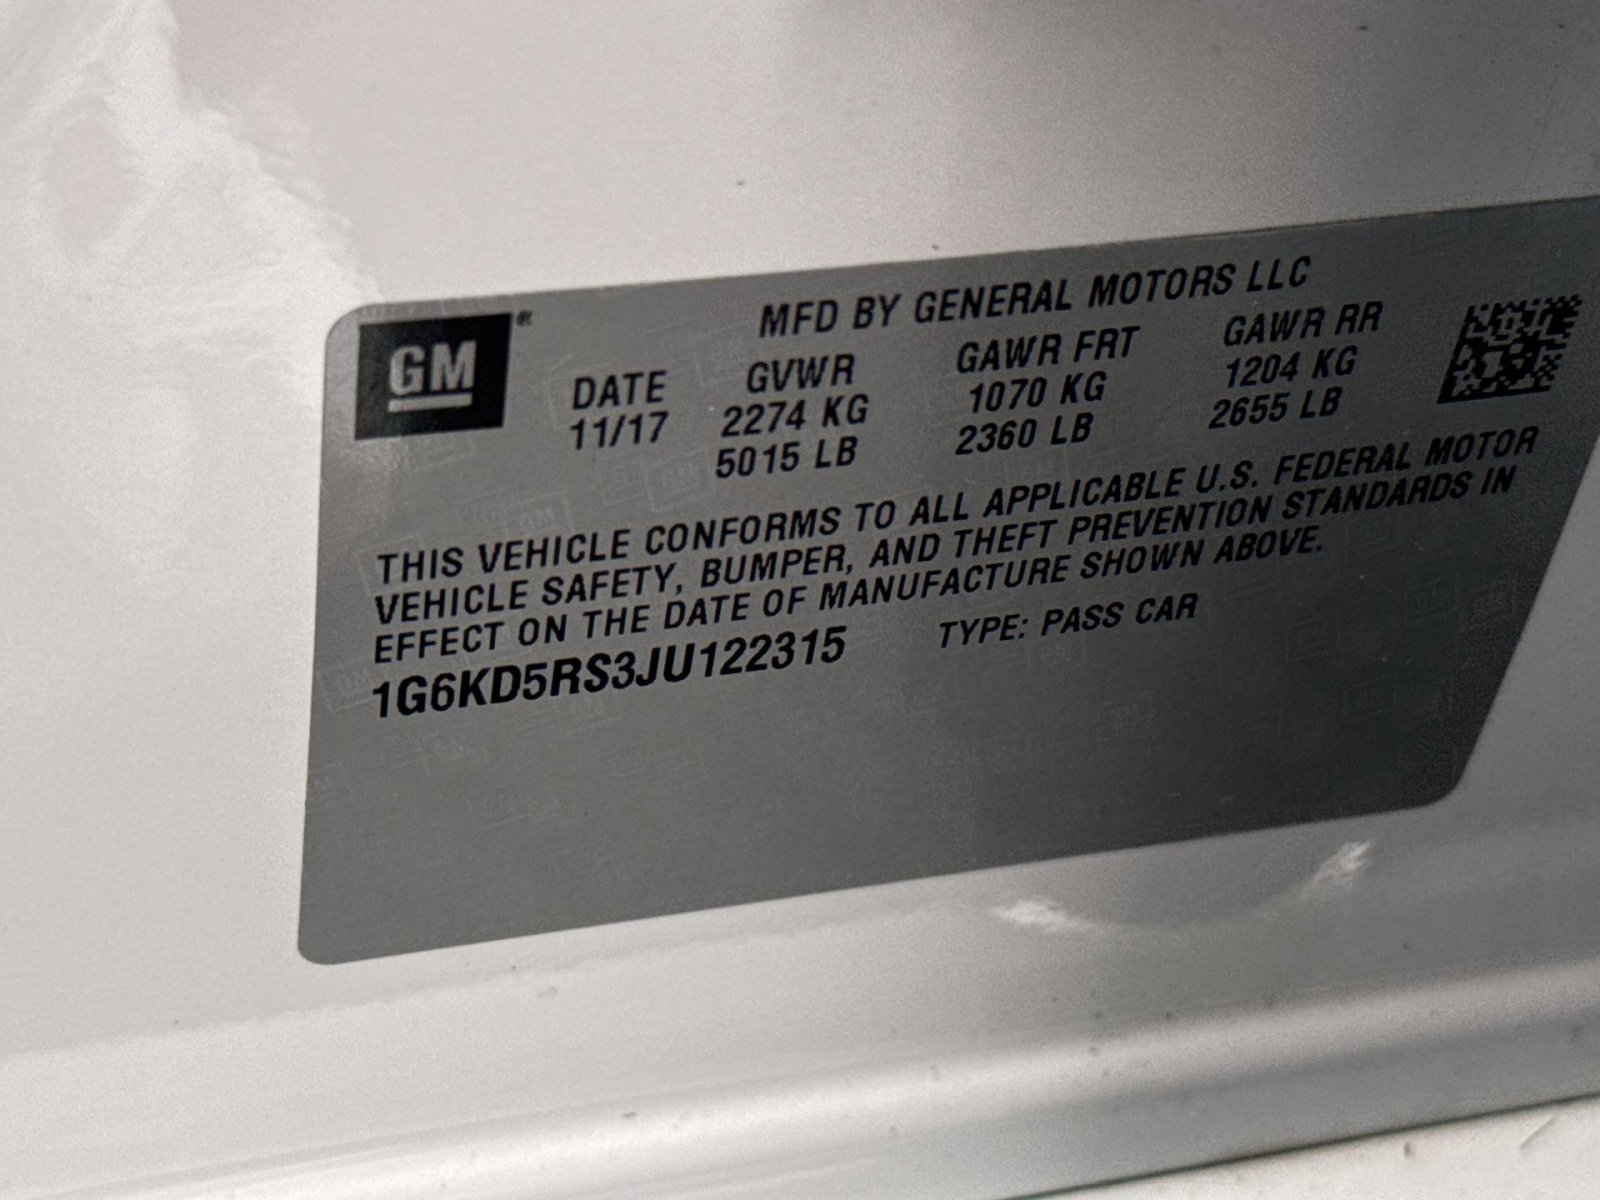 GM®
MFD BY GENERAL MOTORS LLC
DATE GVWR GAWR FRT GAWR RR
11/17 2274 KG 1070 KG 1204 KG
5015 LB 2360 LB 2655 LB
THIS VEHICLE CONFORMS TO ALL APPLICABLE U.S. FEDERAL MOTOR
VEHICLE SAFETY, BUMPER, AND THEFT PREVENTION STANDARDS IN
EFFECT ON THE DATE OF MANUFACTURE SHOWN ABOVE.
1G6KD5RS3JU122315 TYPE: PASS CAR